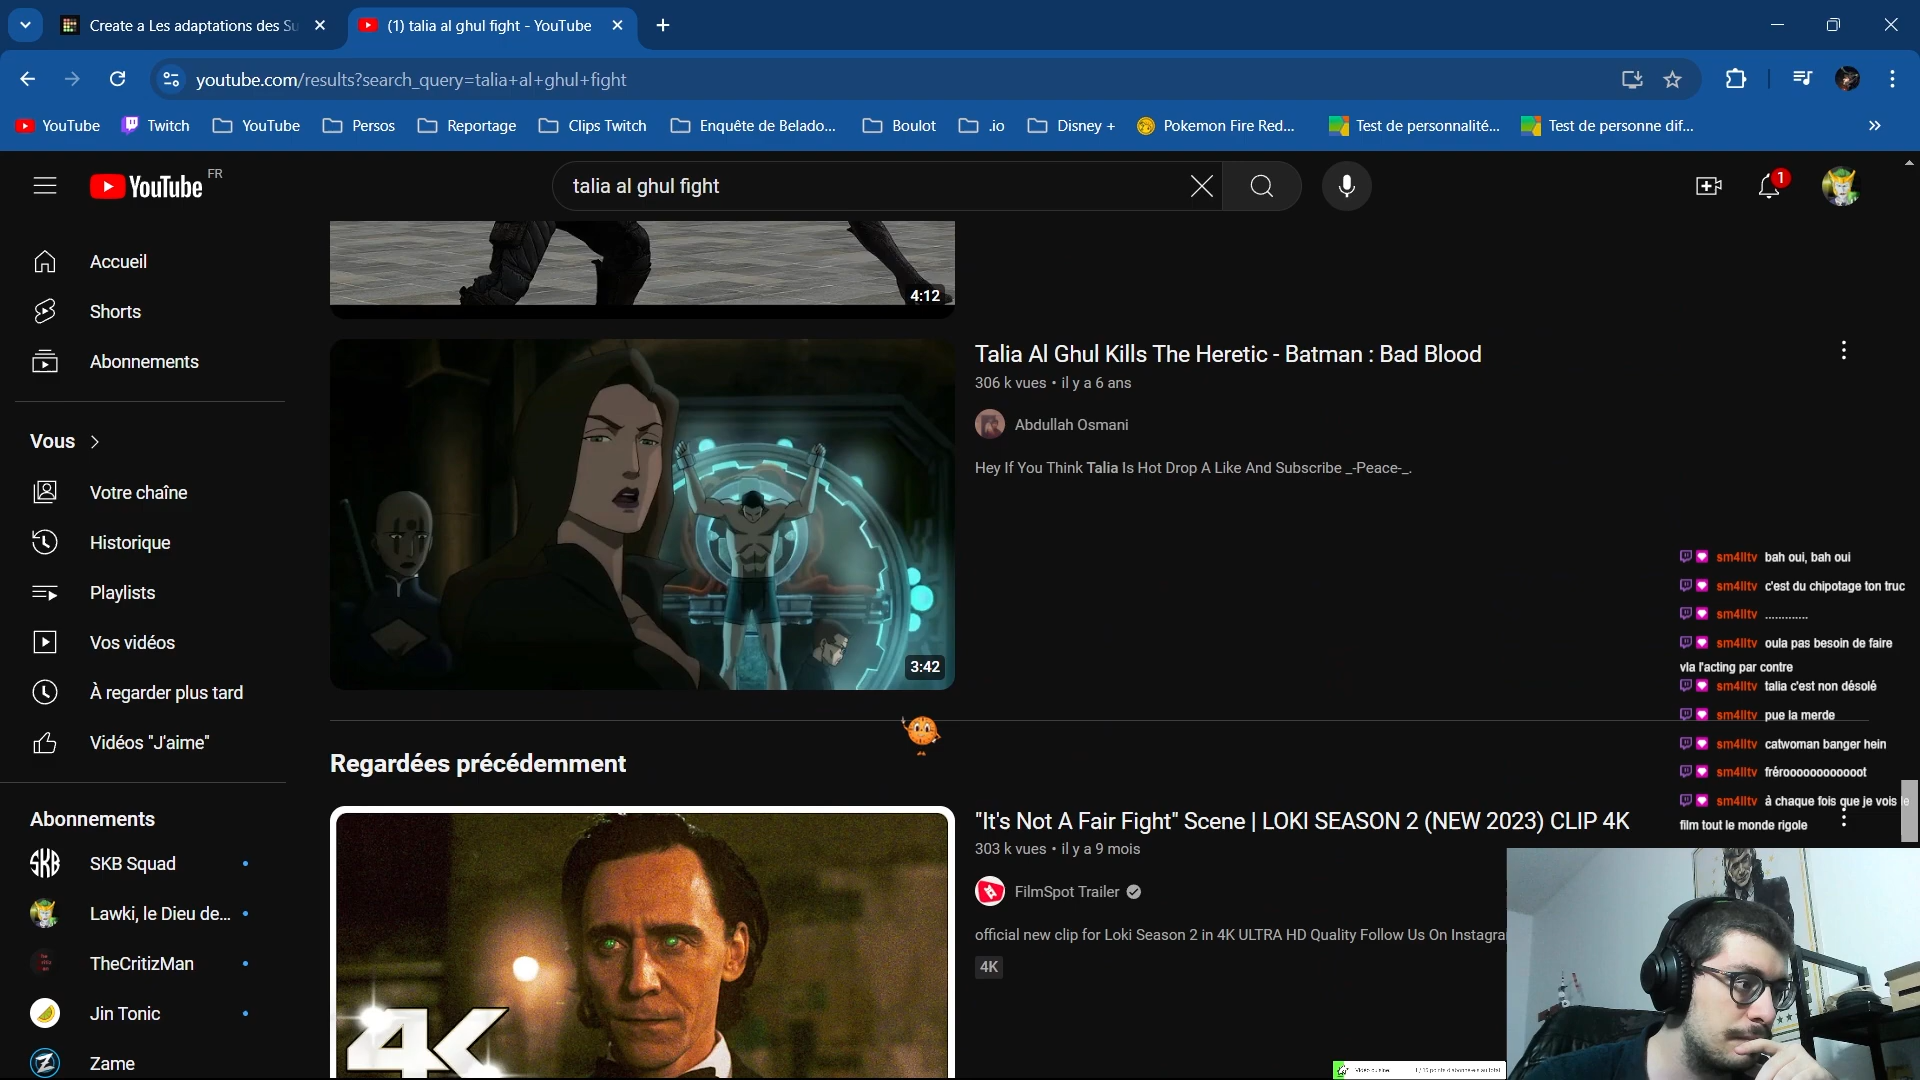 Create a Les adaptations des Su
(1) talia al ghul fight - YouTube
youtube.com/results?search_query=talia+al+ghul+fight
YouTube
Twitch
YouTube
Persos
Reportage
Clips Twitch
Enquête de Belado...
Boulot
.io
Disney +
Pokemon Fire Red...
Test de personnalité...
Test de personne dif...
YouTube FR
talia al ghul fight
1
Accueil
Shorts
Abonnements
Vous
Votre chaîne
Historique
Playlists
Vos vidéos
À regarder plus tard
Vidéos "J'aime"
Abonnements
SKB Squad
Lawki, le Dieu de...
TheCritizMan
Jin Tonic
Zame
4:12
Talia Al Ghul Kills The Heretic - Batman : Bad Blood
306 k vues • il y a 6 ans
Abdullah Osmani
Hey If You Think Talia Is Hot Drop A Like And Subscribe _-Peace-_.
3:42
Regardées précédemment
"It's Not A Fair Fight" Scene | LOKI SEASON 2 (NEW 2023) CLIP 4K
303 k vues • il y a 9 mois
FilmSpot Trailer
official new clip for Loki Season 2 in 4K ULTRA HD Quality Follow Us On Instagra
4K
4K
sm4lltv bah oui, bah oui
sm4lltv c'est du chipotage ton truc
sm4lltv .............
sm4lltv oula pas besoin de faire
vla l'acting par contre
sm4lltv talia c'est non désolé
sm4lltv pue la merde
sm4lltv catwoman banger hein
sm4lltv frérooooooooooot
sm4lltv à chaque fois que je vois le
film tout le monde rigole